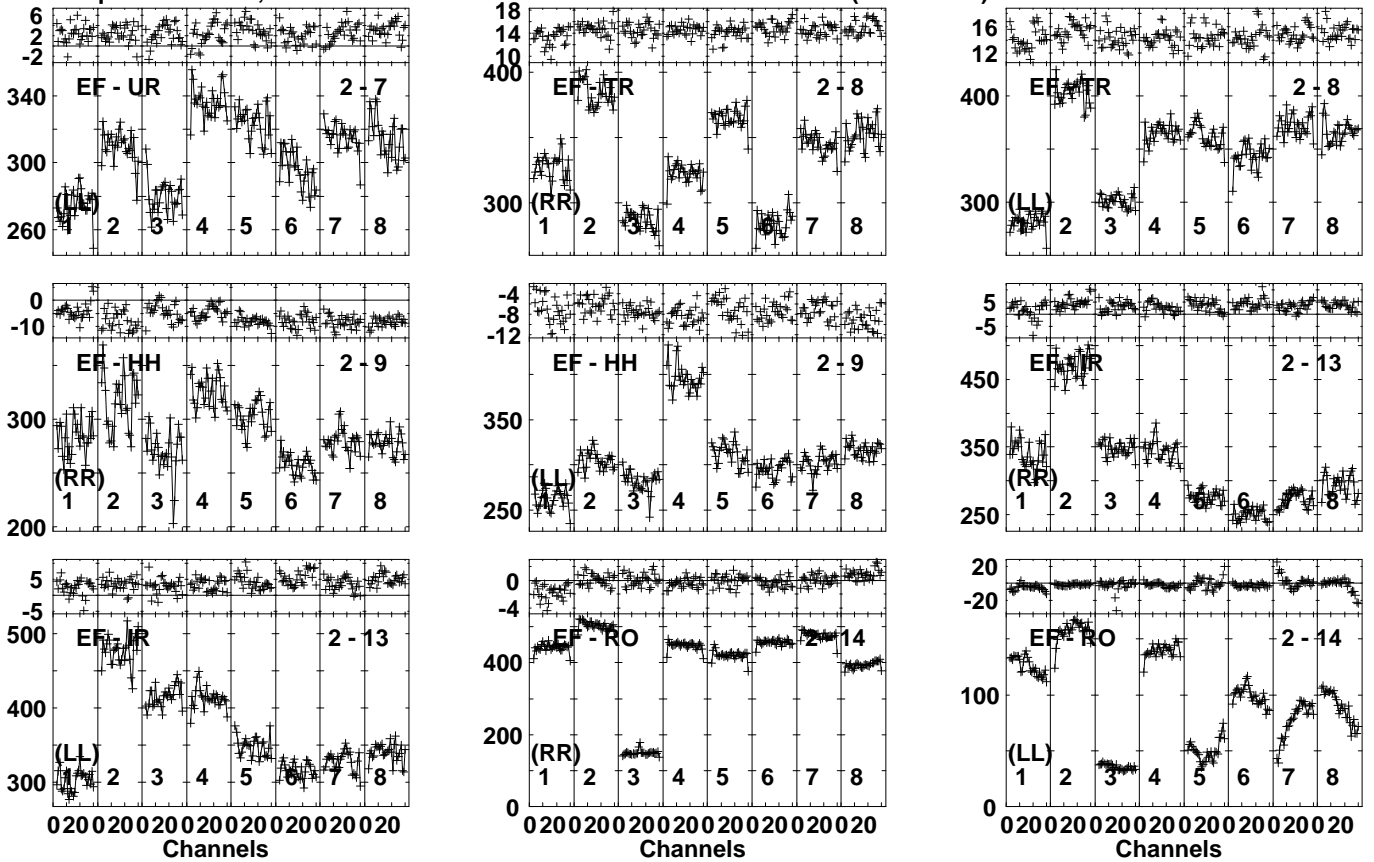 6
2
-2
EF - UR 2 - 7
340
300
260
(LL)
1 2 3 4 5 6 7 8
18
14
10
400
EF - TR 2 - 8
300
(RR)
1 2 3 4 5 6 7 8
16
12
400
EF - TR 2 - 8
300
(LL)
1 2 3 4 5 6 7 8
0
-10
EF - HH 2 - 9
300
(RR)
200
1 2 3 4 5 6 7 8
-4
-8
-12
EF - HH 2 - 9
350
(LL)
250
1 2 3 4 5 6 7 8
5
-5
EF - IR 2 - 13
450
350
(RR)
250
1 2 3 4 5 6 7 8
5
-5
500
EF - IR 2 - 13
400
(LL)
300
1 2 3 4 5 6 7 8
0 20 0 20 0 20 0 20 0 20 0 20 0 20 0 20
Channels
0
-4
EF - RO 2 - 14
400
200
(RR)
0
1 2 3 4 5 6 7 8
0 20 0 20 0 20 0 20 0 20 0 20 0 20 0 20
Channels
20
-20
EF - RO 2 - 14
100
(LL)
0
1 2 3 4 5 6 7 8
0 20 0 20 0 20 0 20 0 20 0 20 0 20 0 20
Channels